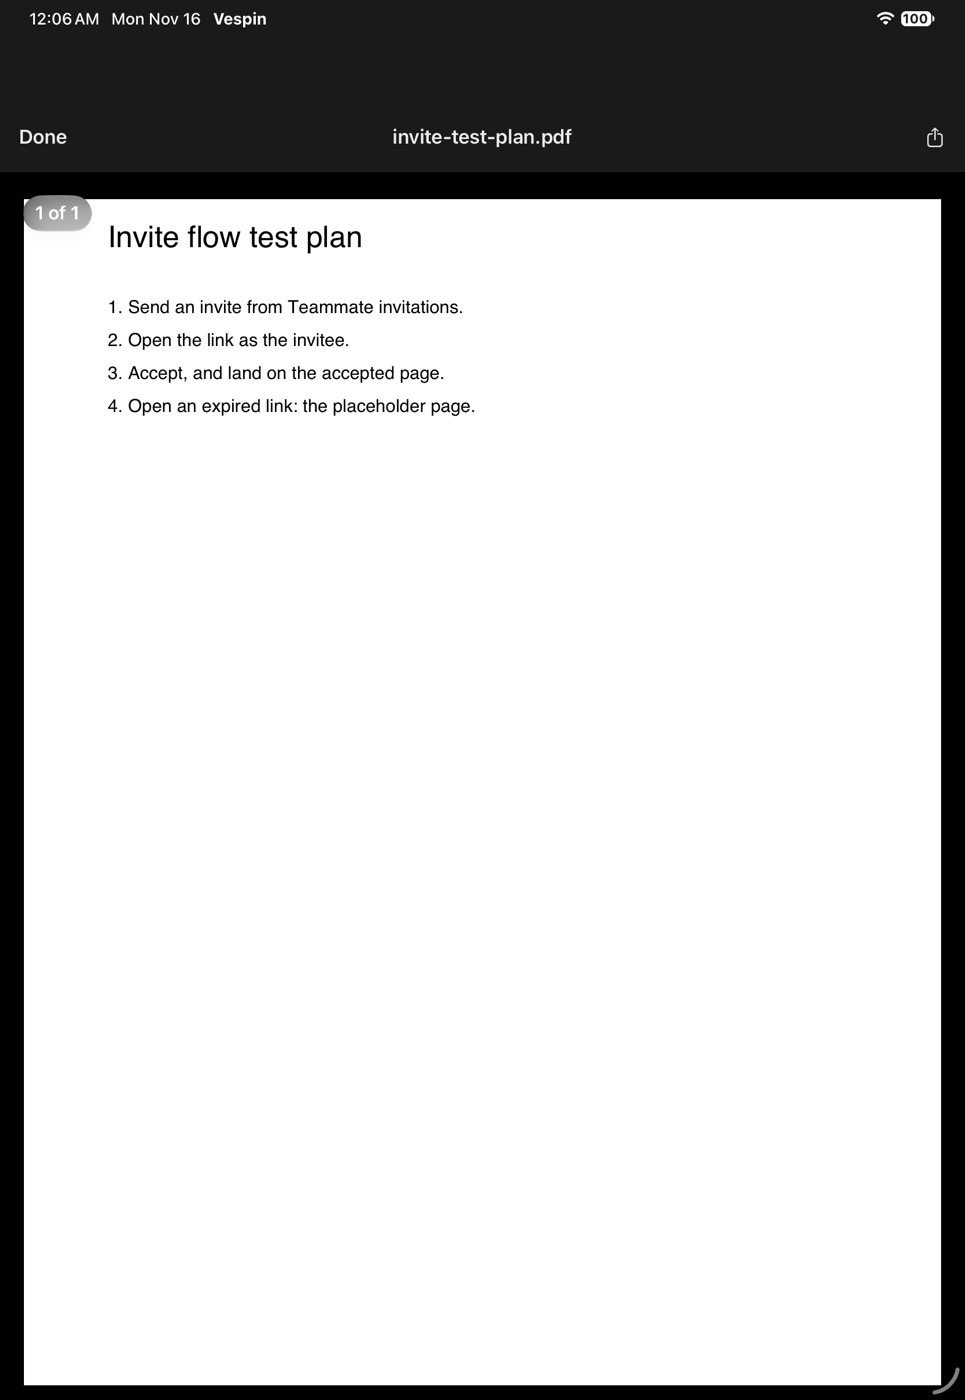 12:06 AM Mon Nov 16 Vespin 100
Done invite-test-plan.pdf
1 of 1
Invite flow test plan
1. Send an invite from Teammate invitations.
2. Open the link as the invitee.
3. Accept, and land on the accepted page.
4. Open an expired link: the placeholder page.